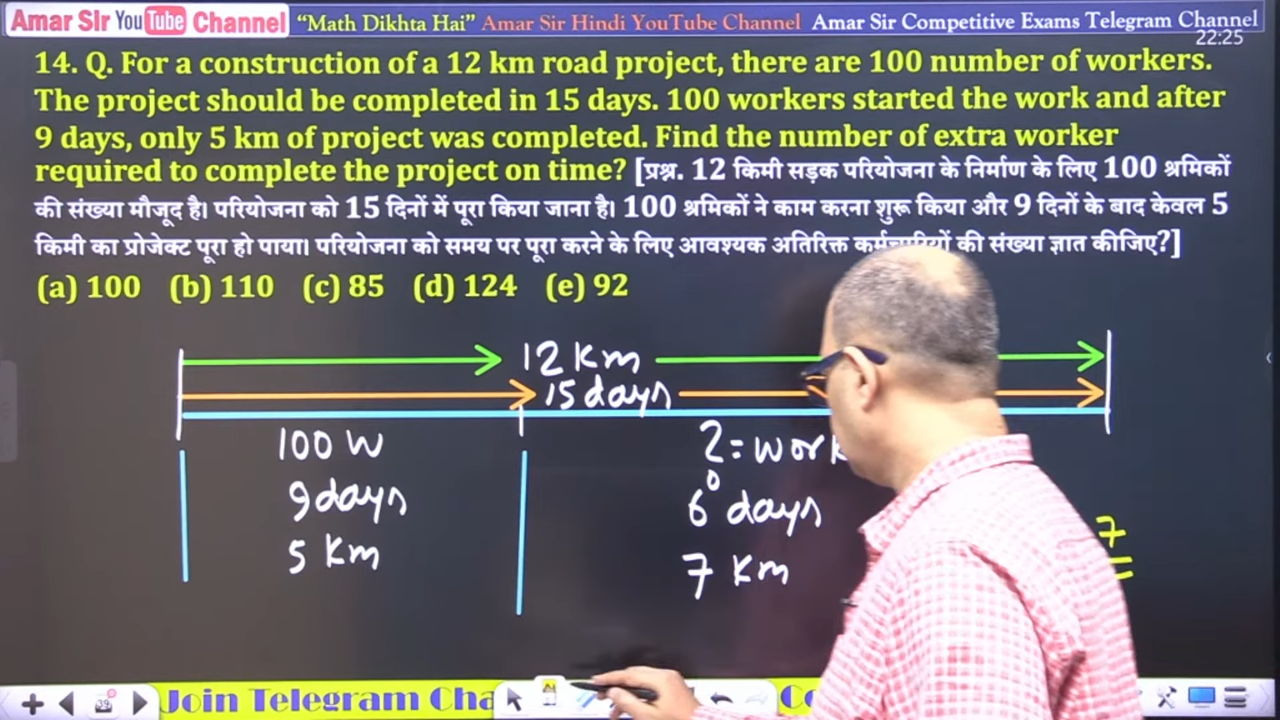 Amar SIr YouTube Channel “Math Dikhta Hai” Amar Sir Hindi YouTube Channel Amar Sir Competitive Exams Telegram Channel
22:25
14. Q. For a construction of a 12 km road project, there are 100 number of workers.
The project should be completed in 15 days. 100 workers started the work and after
9 days, only 5 km of project was completed. Find the number of extra worker
required to complete the project on time? [प्रश्न. 12 किमी सड़क परियोजना के निर्माण के लिए 100 श्रमिकों
की संख्या मौजूद है। परियोजना को 15 दिनों में पूरा किया जाना है। 100 श्रमिकों ने काम करना शुरू किया और 9 दिनों के बाद केवल 5
किमी का प्रोजेक्ट पूरा हो पाया। परियोजना को समय पर पूरा करने के लिए आवश्यक अतिरिक्त कर्मचारियों की संख्या ज्ञात कीजिए?]
(a) 100 (b) 110 (c) 85 (d) 124 (e) 92
12 Km
15 days
100 W
9 days
5 Km
work
6 days
7 Km
7
Join Telegram Cha